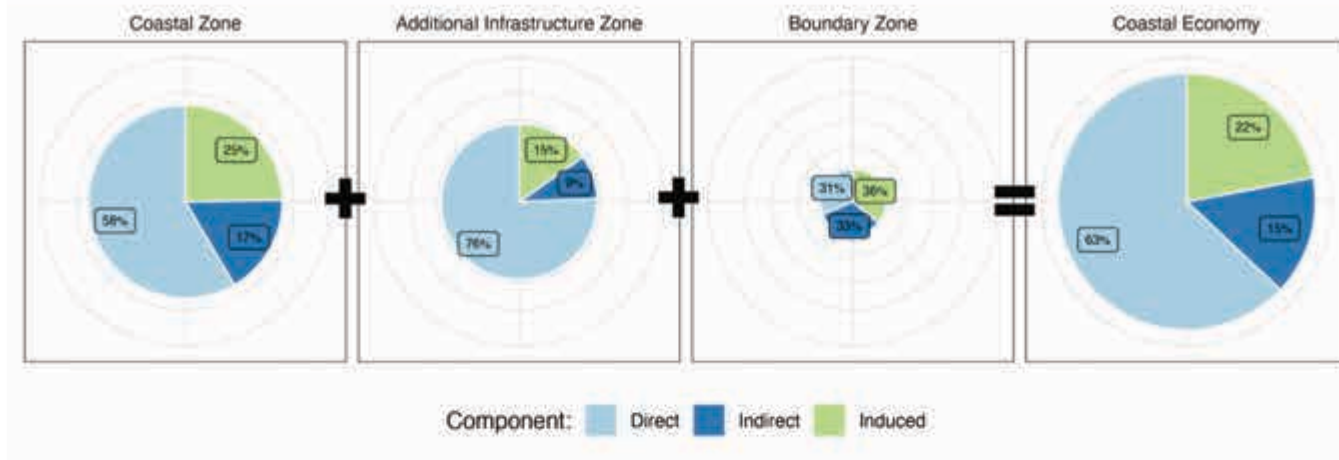 Coastal Zone
Additional Infrastructure Zone
Boundary Zone
Coastal Economy
25%
58%
17%
15%
9%
76%
31%
36%
33%
22%
15%
63%
Component: Direct Indirect Induced